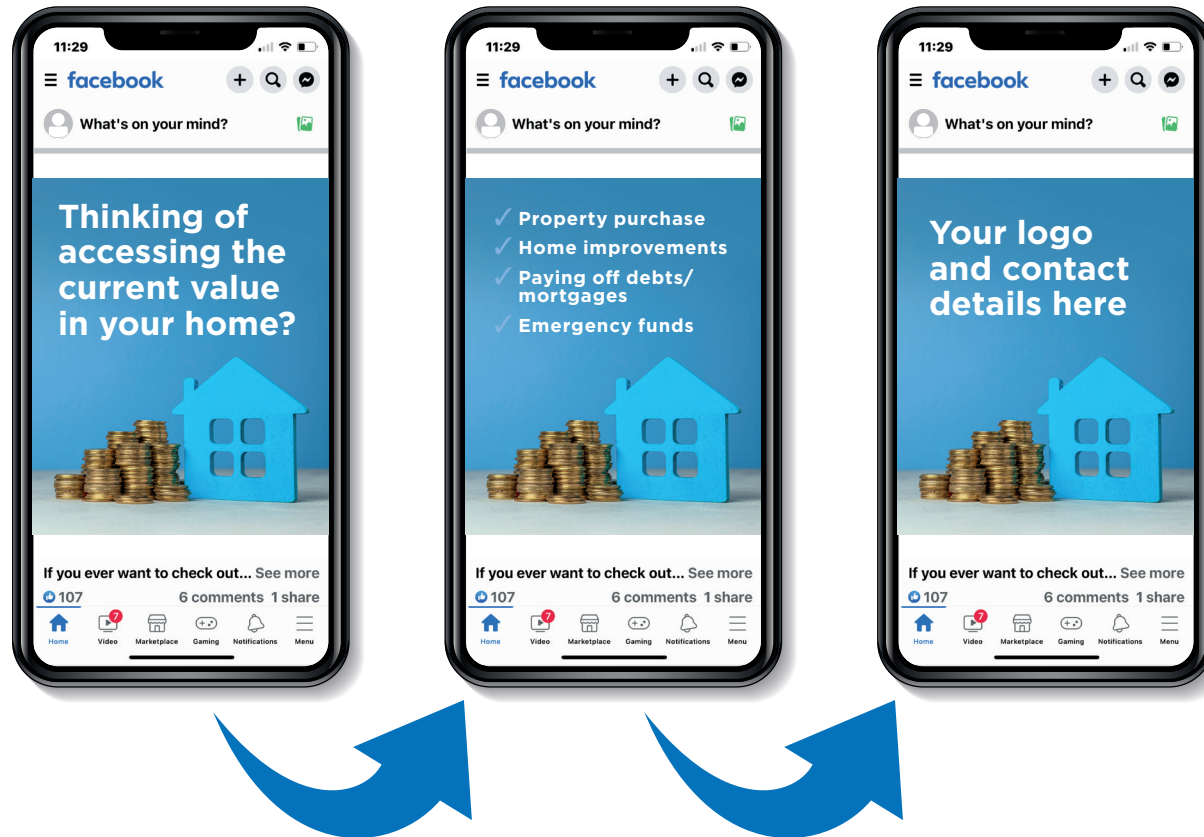 11:29
facebook
What's on your mind?
Thinking of
accessing the
current value
in your home?
If you ever want to check out... See more
107 6 comments 1 share
7
Home Video Marketplace Gaming Notifications Menu
11:29
facebook
What's on your mind?
✓ Property purchase
✓ Home improvements
✓ Paying off debts/
mortgages
✓ Emergency funds
If you ever want to check out... See more
107 6 comments 1 share
7
Home Video Marketplace Gaming Notifications Menu
11:29
facebook
What's on your mind?
Your logo
and contact
details here
If you ever want to check out... See more
107 6 comments 1 share
7
Home Video Marketplace Gaming Notifications Menu